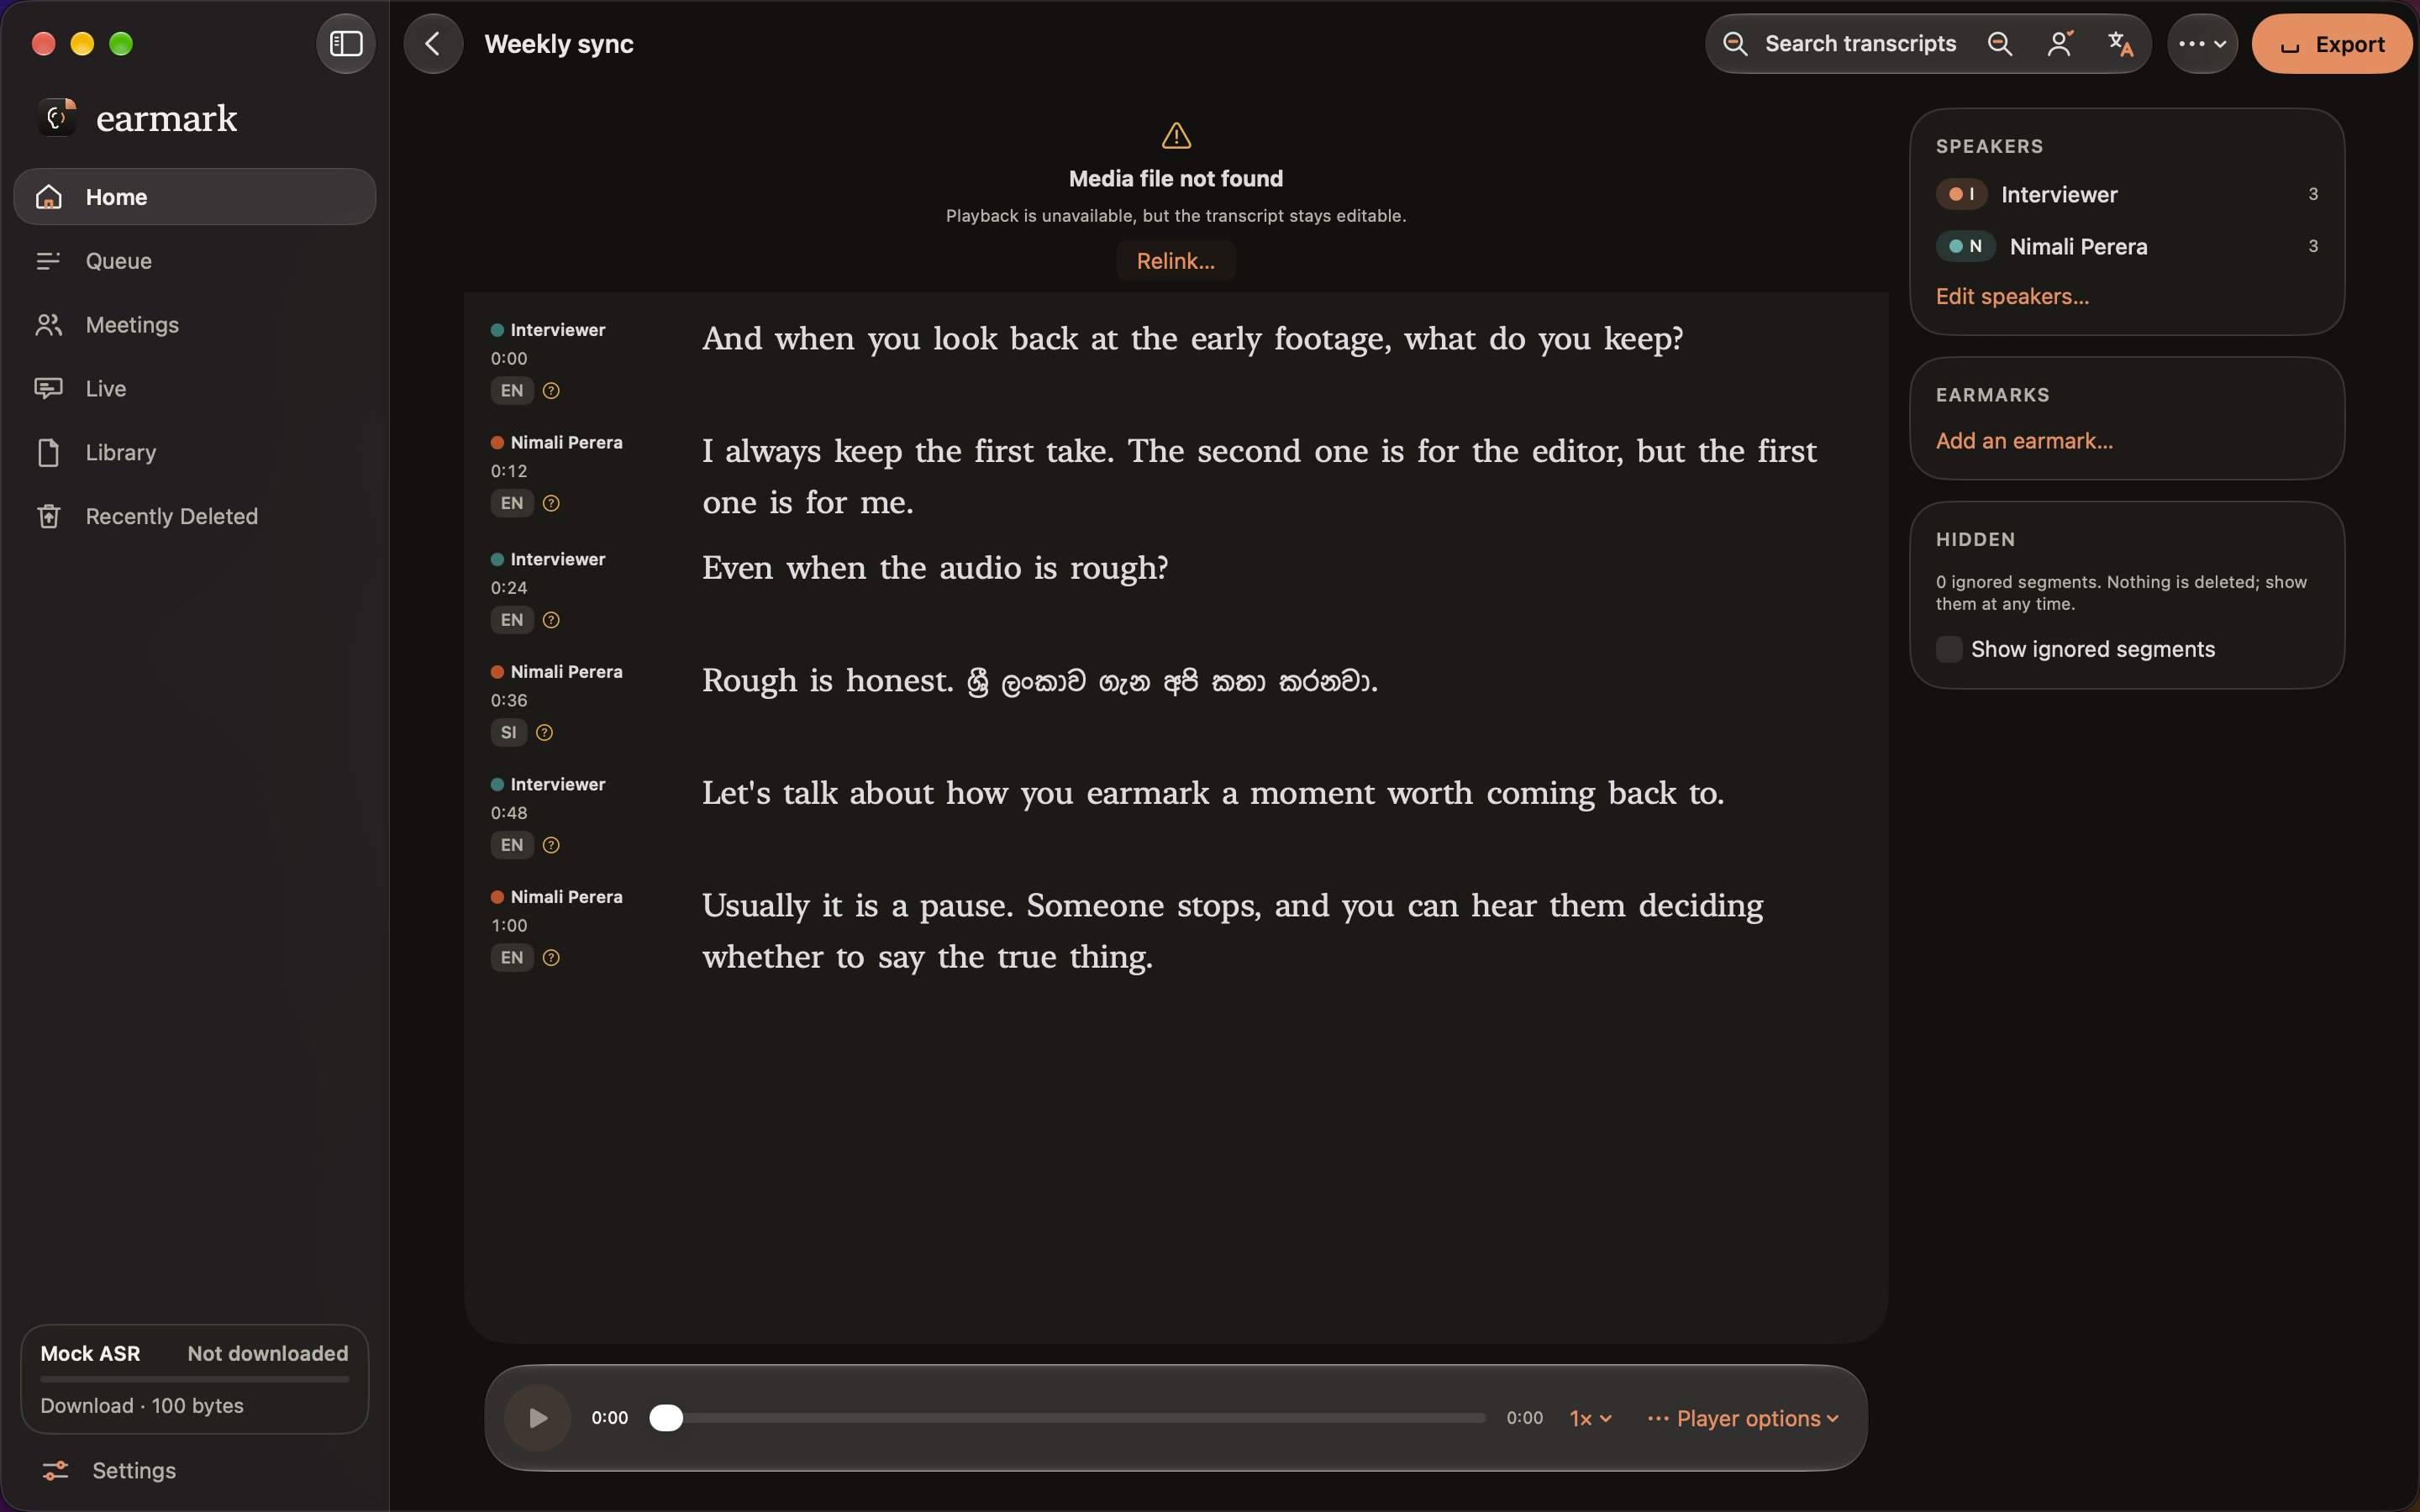 Weekly sync
Search transcripts
Export
earmark
Home
Queue
Meetings
Live
Library
Recently Deleted
Mock ASR Not downloaded
Download · 100 bytes
Settings
Media file not found
Playback is unavailable, but the transcript stays editable.
Relink...
Interviewer
0:00
EN ?
And when you look back at the early footage, what do you keep?
Nimali Perera
0:12
EN ?
I always keep the first take. The second one is for the editor, but the first
one is for me.
Interviewer
0:24
EN ?
Even when the audio is rough?
Nimali Perera
0:36
SI ?
Rough is honest. ශ්‍රී ලංකාව ගැන අපි කතා කරනවා.
Interviewer
0:48
EN ?
Let's talk about how you earmark a moment worth coming back to.
Nimali Perera
1:00
EN ?
Usually it is a pause. Someone stops, and you can hear them deciding
whether to say the true thing.
0:00
0:00
1x
Player options
SPEAKERS
I Interviewer 3
N Nimali Perera 3
Edit speakers...
EARMARKS
Add an earmark...
HIDDEN
0 ignored segments. Nothing is deleted; show
them at any time.
Show ignored segments